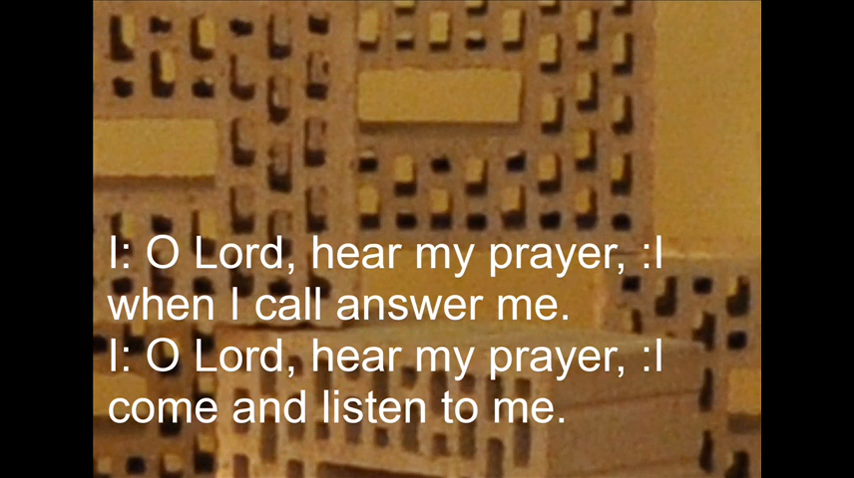 I: O Lord, hear my prayer, :I
when I call answer me.
I: O Lord, hear my prayer, :I
come and listen to me.